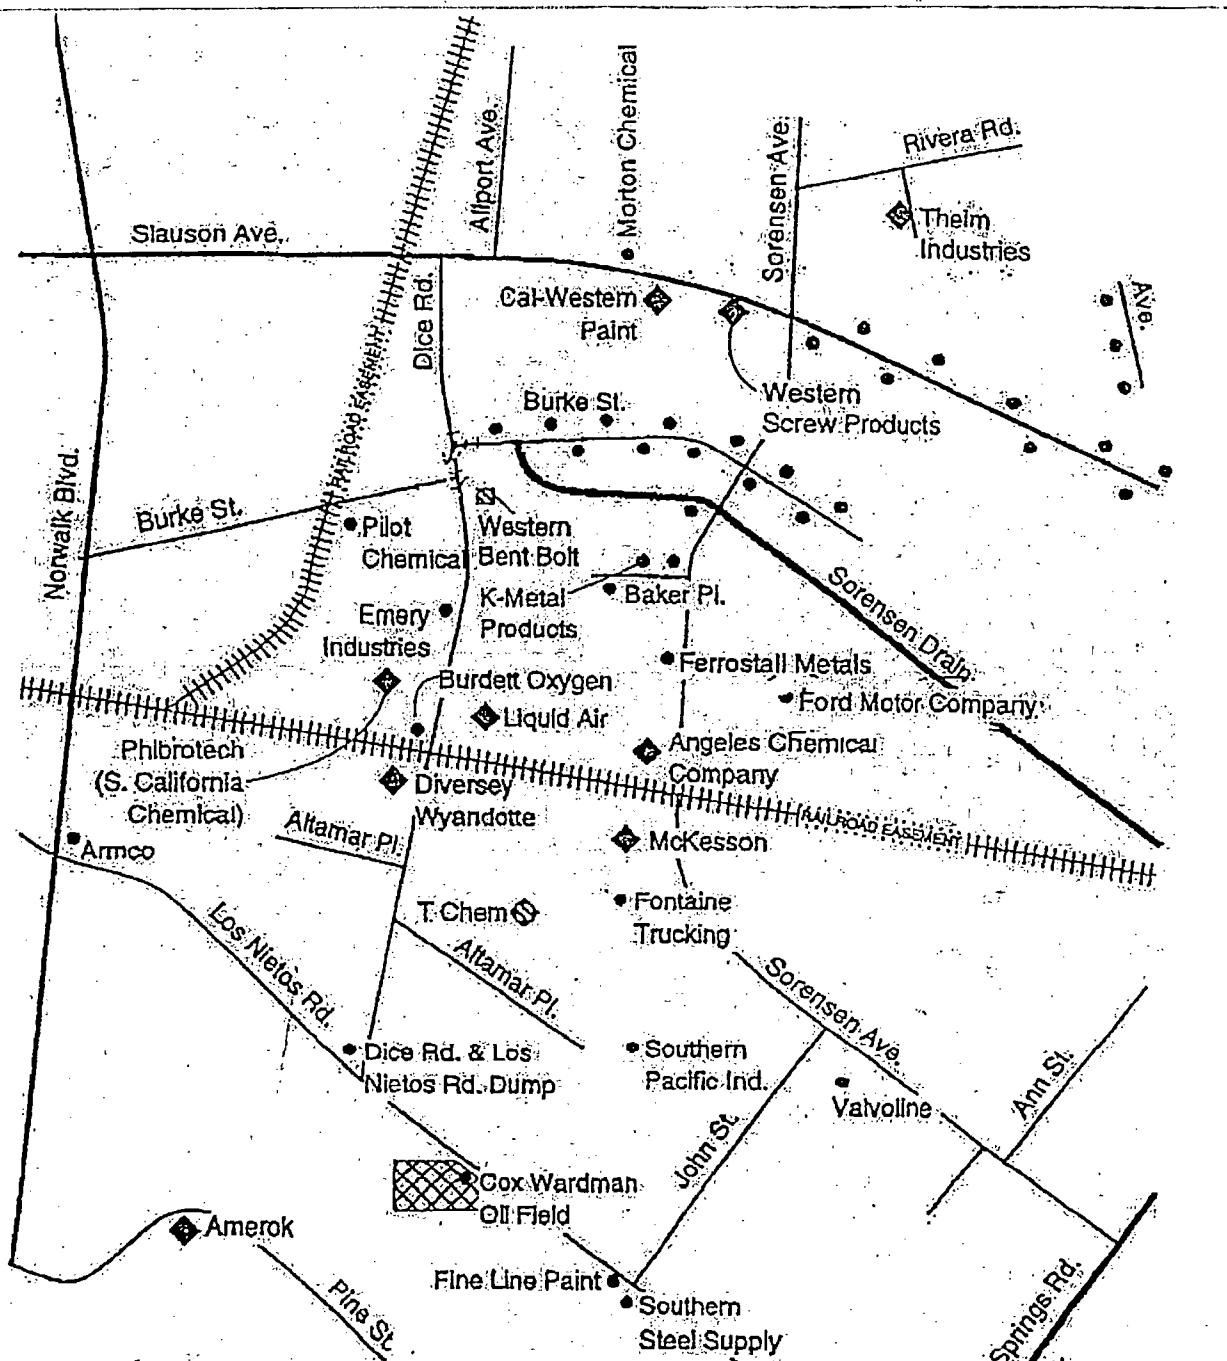 Allport Ave.
Morton Chemical
Sorensen Ave.
Rivera Rd.
Slauson Ave.
Thelm
Industries
Dice Rd.
Cal-Western
Paint
Ave.
RAILROAD EASEMENT
Burke St.
Western
Screw Products
Norwalk Blvd.
Burke St.
Pilot
Chemical
Western
Bent Bolt
K-Metal
Products
Baker Pl.
Sorensen Drain
Emery
Industries
Ferrostall Metals
Burdett Oxygen
Ford Motor Company
Liquid Air
Phibrotech
(S. California
Chemical)
Angeles Chemical
Company
Diversey
Wyandotte
RAILROAD EASEMENT
Altamar Pl.
McKesson
Armco
Fontaine
Trucking
T Chem
Los Nietos Rd.
Altamar Pl.
Sorensen Ave.
Dice Rd. & Los
Nietos Rd. Dump
Southern
Pacific Ind.
Valvoline
Ann St.
John St.
Cox Wardman
Oil Field
Amerok
Fine Line Paint
Pine St.
Southern
Steel Supply
Springs Rd.